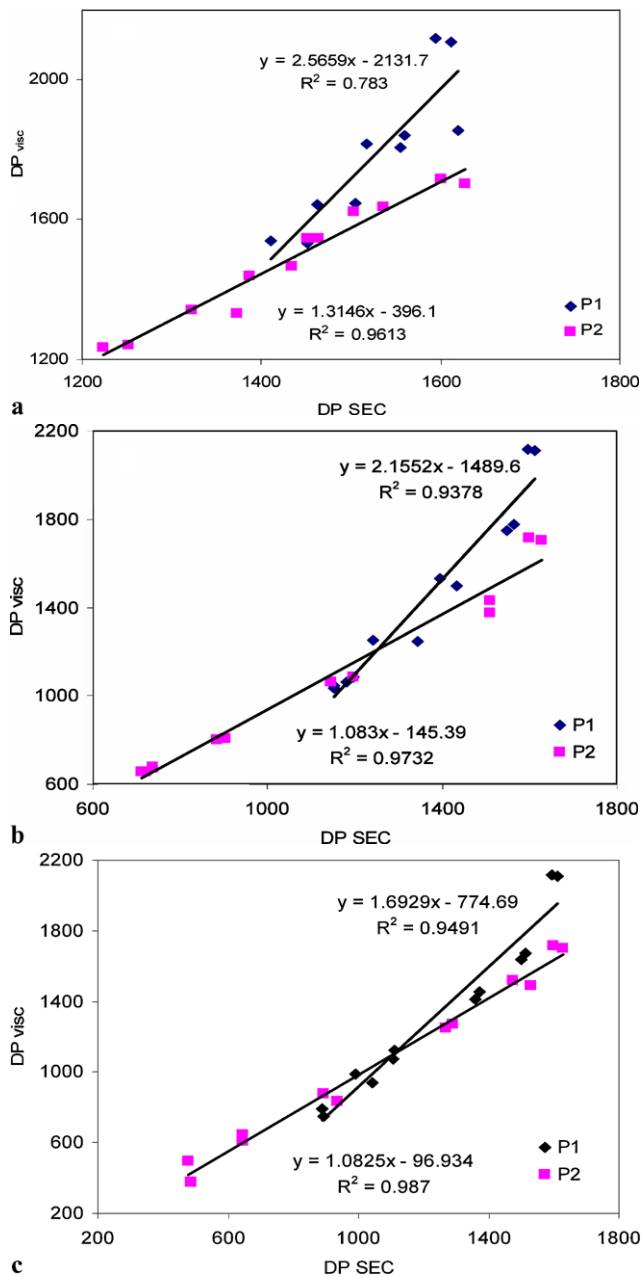 2000
1600
1200
DP visc
y = 2.5659x - 2131.7
R² = 0.783
y = 1.3146x - 396.1
R² = 0.9613
P1
P2
1200 1400 1600 1800
DP SEC
a
2200
1800
1400
1000
600
DP visc
y = 2.1552x - 1489.6
R² = 0.9378
y = 1.083x - 145.39
R² = 0.9732
P1
P2
600 1000 1400 1800
DP SEC
b
2200
1800
1400
1000
600
200
DP visc
y = 1.6929x - 774.69
R² = 0.9491
y = 1.0825x - 96.934
R² = 0.987
P1
P2
200 600 1000 1400 1800
DP SEC
c